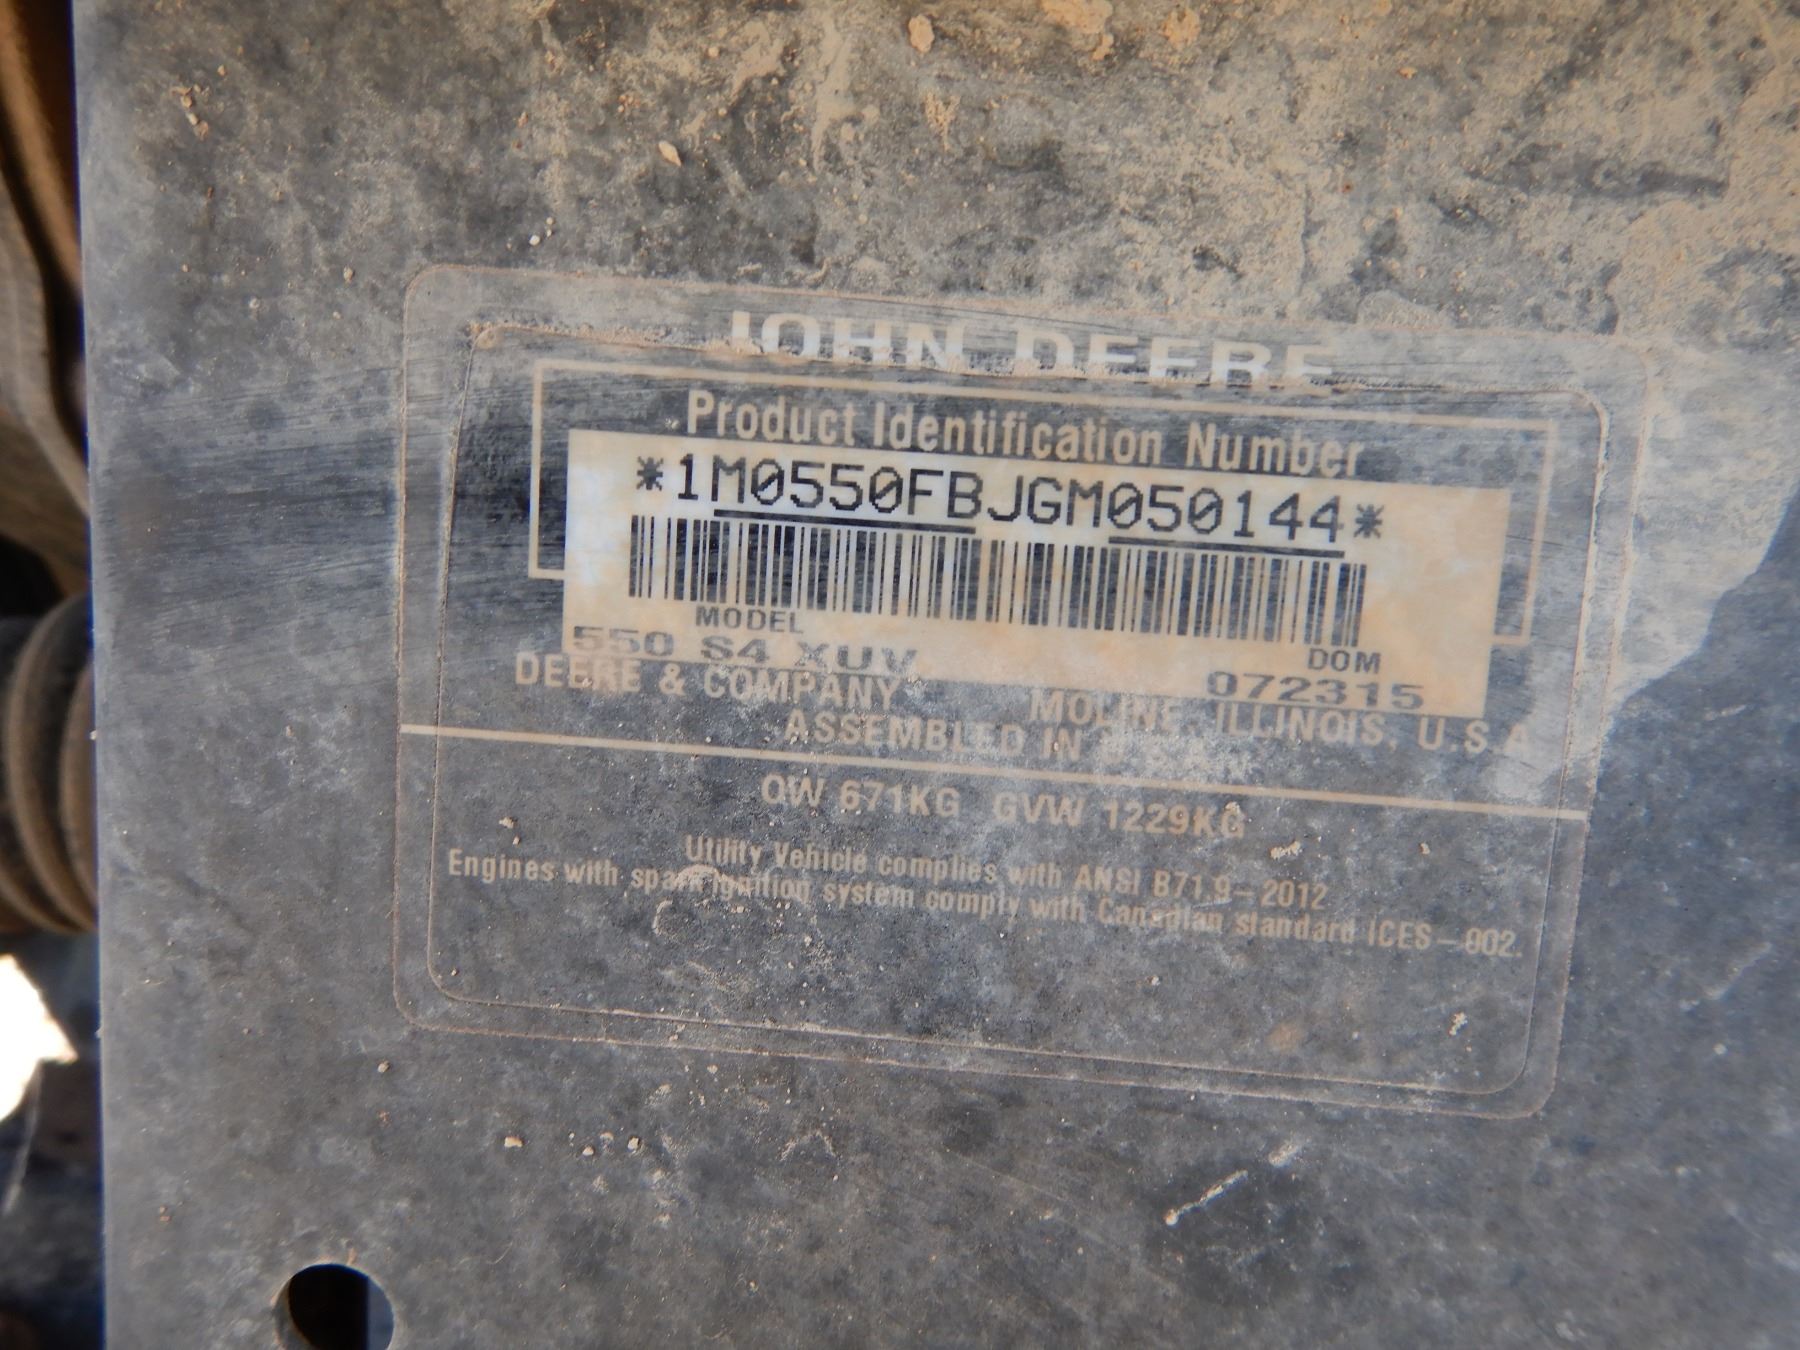 JOHN DEERE
Product Identification Number
*1M0550FBJGM050144*
MODEL
550 S4 XUV
DOM
072315
DEERE & COMPANY MOLINE, ILLINOIS, U.S.A
ASSEMBLED IN U.S.A.
OW 671KG GVW 1229KG
Utility Vehicle complies with ANSI B71.9-2012
Engines with spark ignition system comply with Canadian standard ICES-002.